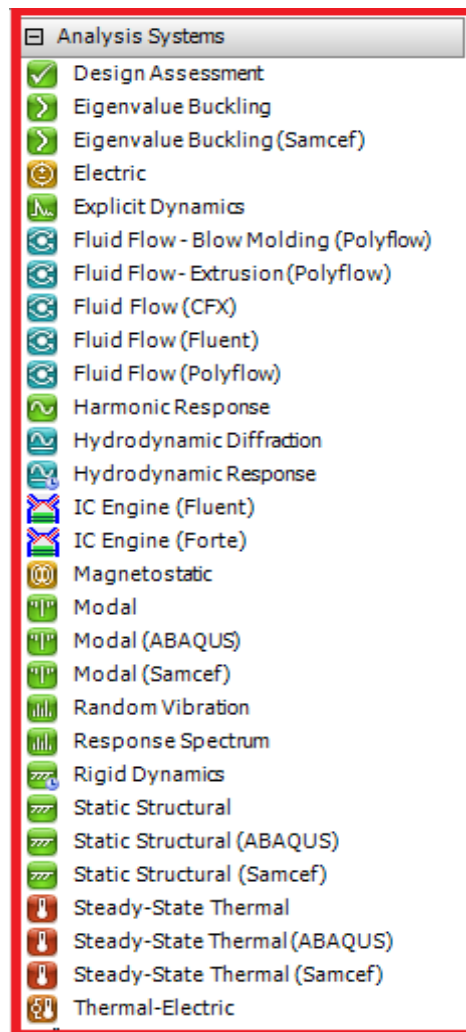 Analysis Systems
Design Assessment
Eigenvalue Buckling
Eigenvalue Buckling (Samcef)
Electric
Explicit Dynamics
Fluid Flow - Blow Molding (Polyflow)
Fluid Flow - Extrusion (Polyflow)
Fluid Flow (CFX)
Fluid Flow (Fluent)
Fluid Flow (Polyflow)
Harmonic Response
Hydrodynamic Diffraction
Hydrodynamic Response
IC Engine (Fluent)
IC Engine (Forte)
Magnetostatic
Modal
Modal (ABAQUS)
Modal (Samcef)
Random Vibration
Response Spectrum
Rigid Dynamics
Static Structural
Static Structural (ABAQUS)
Static Structural (Samcef)
Steady-State Thermal
Steady-State Thermal (ABAQUS)
Steady-State Thermal (Samcef)
Thermal-Electric